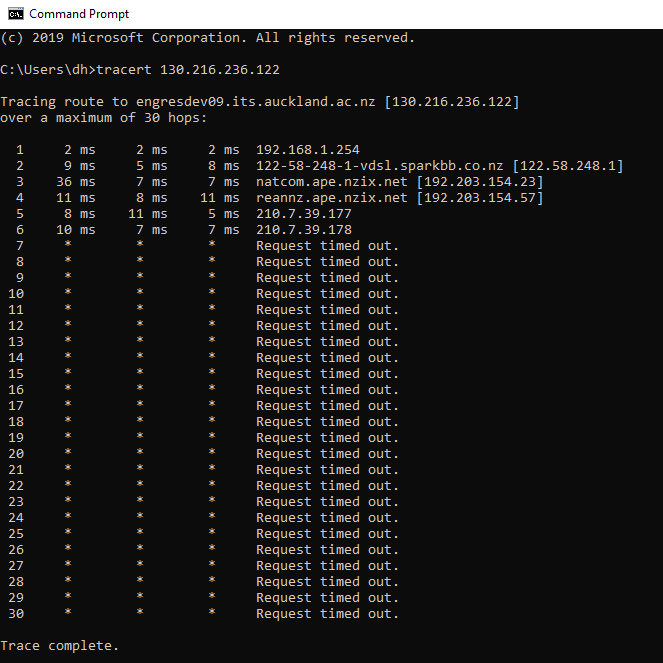 Command Prompt
(c) 2019 Microsoft Corporation. All rights reserved.
C:\Users\dh>tracert 130.216.236.122
Tracing route to engresdev09.its.auckland.ac.nz [130.216.236.122]
over a maximum of 30 hops:
1 2 ms 2 ms 2 ms 192.168.1.254
2 9 ms 5 ms 8 ms 122-58-248-1-vdsl.sparkbb.co.nz [122.58.248.1]
3 36 ms 7 ms 7 ms natcom.ape.nzix.net [192.203.154.23]
4 11 ms 8 ms 11 ms reannz.ape.nzix.net [192.203.154.57]
5 8 ms 11 ms 5 ms 210.7.39.177
6 10 ms 7 ms 7 ms 210.7.39.178
7 * * * Request timed out.
8 * * * Request timed out.
9 * * * Request timed out.
10 * * * Request timed out.
11 * * * Request timed out.
12 * * * Request timed out.
13 * * * Request timed out.
14 * * * Request timed out.
15 * * * Request timed out.
16 * * * Request timed out.
17 * * * Request timed out.
18 * * * Request timed out.
19 * * * Request timed out.
20 * * * Request timed out.
21 * * * Request timed out.
22 * * * Request timed out.
23 * * * Request timed out.
24 * * * Request timed out.
25 * * * Request timed out.
26 * * * Request timed out.
27 * * * Request timed out.
28 * * * Request timed out.
29 * * * Request timed out.
30 * * * Request timed out.
Trace complete.